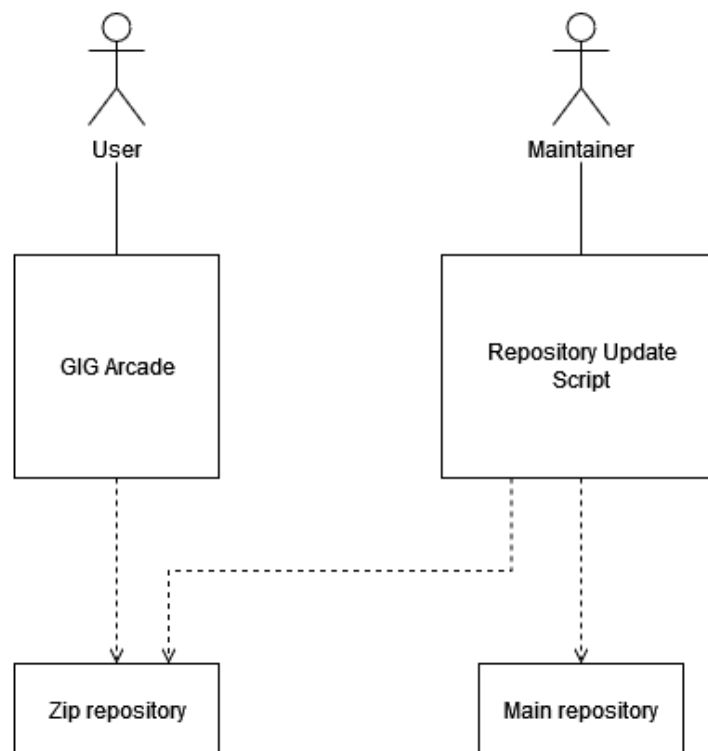 User
Maintainer
GIG Arcade
Repository Update
Script
Zip repository
Main repository